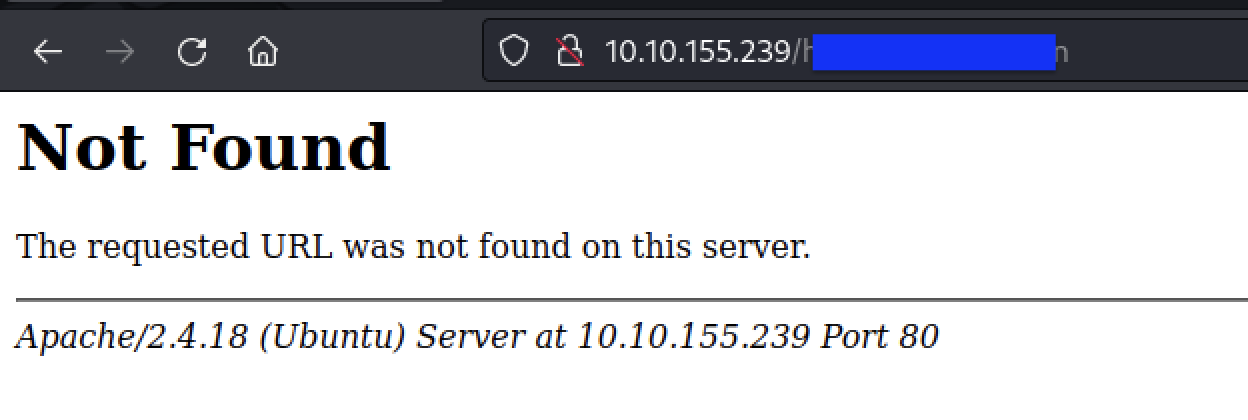 10.10.155.239/h n
Not Found
The requested URL was not found on this server.
Apache/2.4.18 (Ubuntu) Server at 10.10.155.239 Port 80